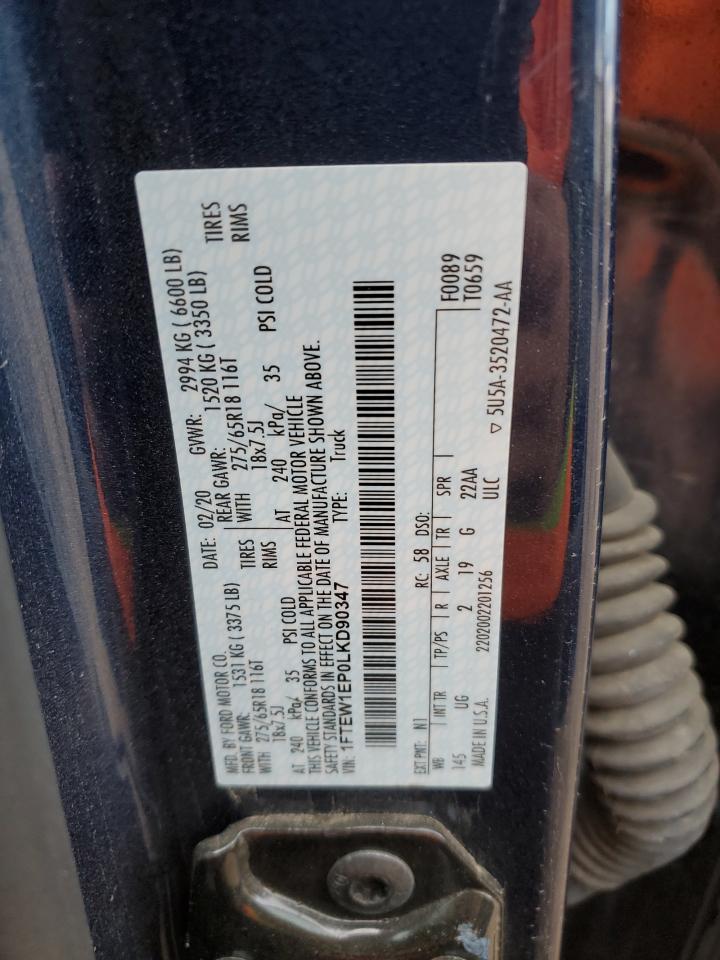 MFD. BY FORD MOTOR CO.
DATE: 02/20 GVWR: 2994 KG ( 6600 LB)
FRONT GAWR: 1531 KG ( 3375 LB) REAR GAWR: 1520 KG ( 3350 LB)
WITH 275/65R18 116T TIRES WITH 275/65R18 116T TIRES
18x7.5J RIMS 18x7.5J RIMS
AT 240 kPa/ 35 PSI COLD AT 240 kPa/ 35 PSI COLD
THIS VEHICLE CONFORMS TO ALL APPLICABLE FEDERAL MOTOR VEHICLE
SAFETY STANDARDS IN EFFECT ON THE DATE OF MANUFACTURE SHOWN ABOVE.
VIN: 1FTEW1EP0LKD90347 TYPE: Truck
EXT PNT: N1 RC: 58 DSO: F0089
WB INT TR TP/PS R AXLE TR SPR T0659
145 UG 2 19 G 22AA
MADE IN U.S.A. 2202002201256 ULC ▽ 5U5A-3520472-AA